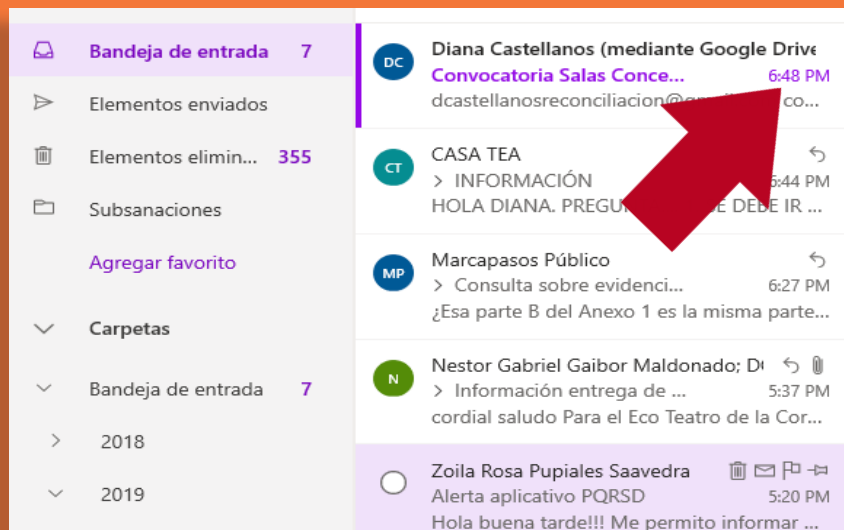 Bandeja de entrada 7
Elementos enviados
Elementos elimin... 355
Subsanaciones
Agregar favorito
Carpetas
Bandeja de entrada 7
2018
2019
DC
Diana Castellanos (mediante Google Drive
Convocatoria Salas Conce... 6:48 PM
dcastellanosreconciliacion@ co...
CT
CASA TEA
> INFORMACIÓN 6:44 PM
HOLA DIANA. DEBE IR ...
MP
Marcapasos Público
> Consulta sobre evidenci... 6:27 PM
¿Esa parte B del Anexo 1 es la misma parte...
N
Nestor Gabriel Gaibor Maldonado;
> Información entrega de ... 5:37 PM
cordial saludo Para el Eco Teatro de la Cor...
Zoila Rosa Pupiales Saavedra
Alerta aplicativo PQRSD 5:20 PM
Hola buena tarde!!! Me permito informar ...